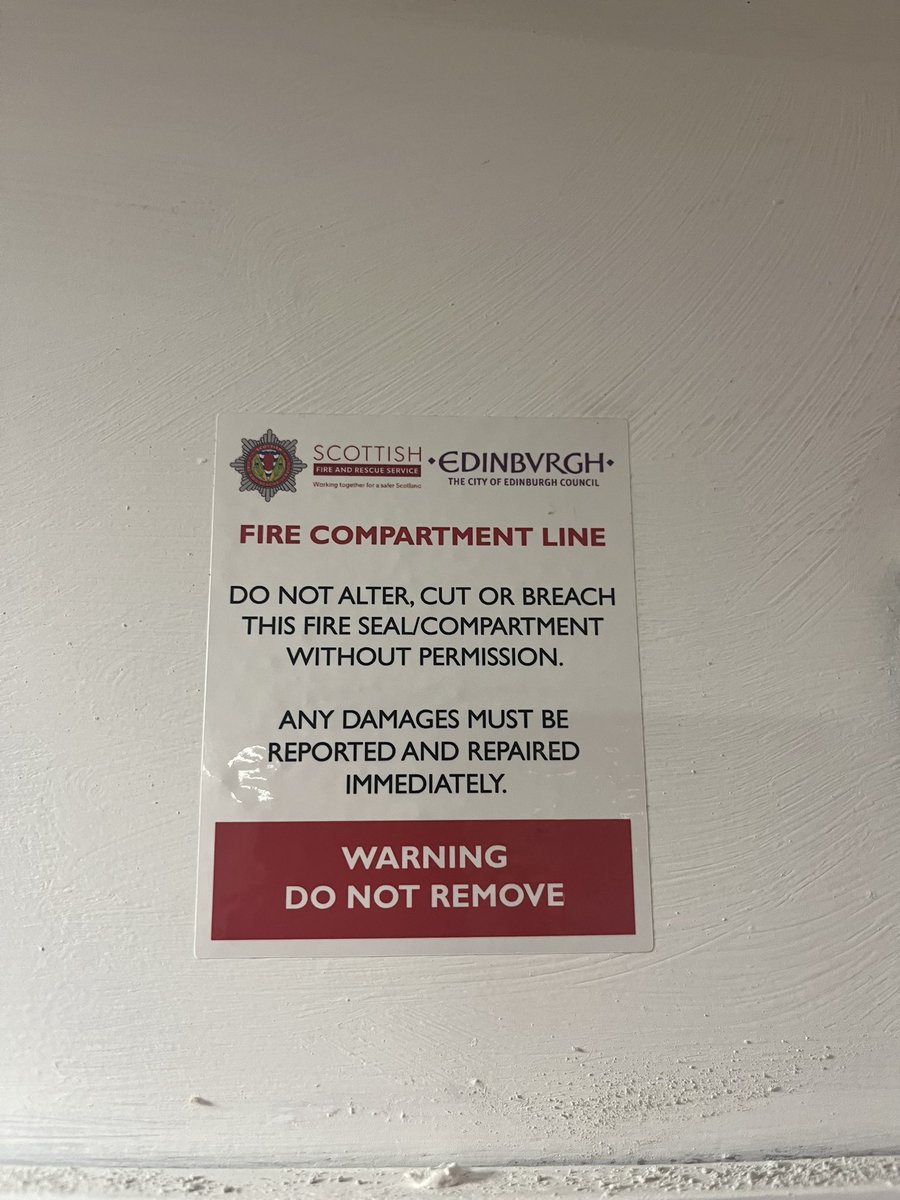 SCOTTISH
FIRE AND RESCUE SERVICE
Working together for a safer Scotland
EDINBVRGH
THE CITY OF EDINBURGH COUNCIL
FIRE COMPARTMENT LINE
DO NOT ALTER, CUT OR BREACH
THIS FIRE SEAL/COMPARTMENT
WITHOUT PERMISSION.
ANY DAMAGES MUST BE
REPORTED AND REPAIRED
IMMEDIATELY.
WARNING
DO NOT REMOVE